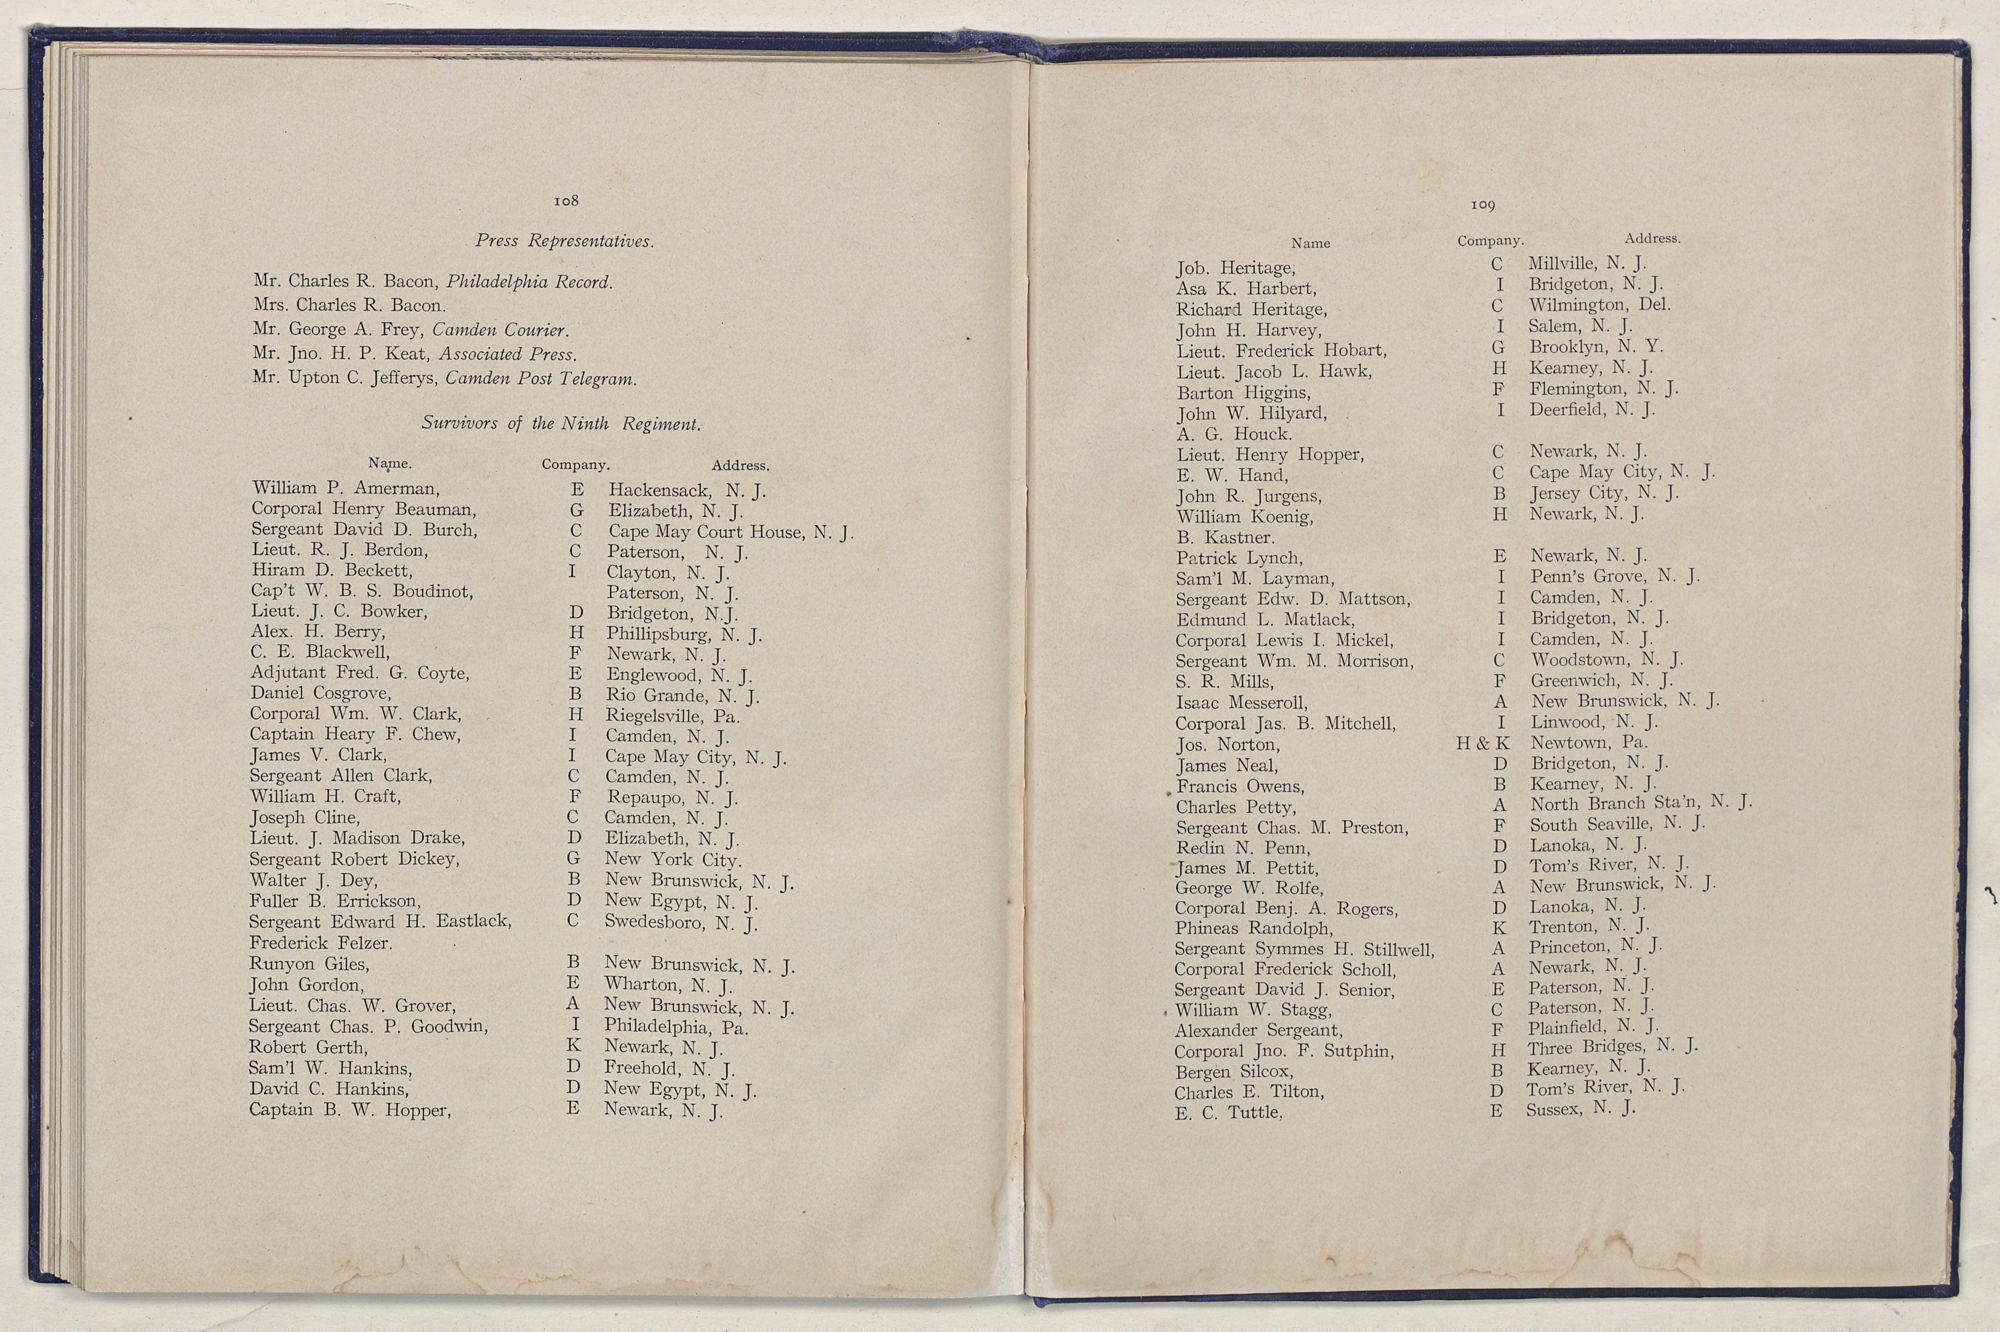 108
Press Representatives.
Mr. Charles R. Bacon, Philadelphia Record.
Mrs. Charles R. Bacon.
Mr. George A. Frey, Camden Courier.
Mr. Jno. H. P. Keat, Associated Press.
Mr. Upton C. Jefferys, Camden Post Telegram.
Survivors of the Ninth Regiment.
Name. Company. Address.
William P. Amerman, E Hackensack, N. J.
Corporal Henry Beauman, G Elizabeth, N. J.
Sergeant David D. Burch, C Cape May Court House, N. J.
Lieut. R. J. Berdon, C Paterson, N. J.
Hiram D. Beckett, I Clayton, N. J.
Cap't W. B. S. Boudinot, Paterson, N. J.
Lieut. J. C. Bowker, D Bridgeton, N.J.
Alex. H. Berry, H Phillipsburg, N. J.
C. E. Blackwell, F Newark, N. J.
Adjutant Fred. G. Coyte, E Englewood, N. J.
Daniel Cosgrove, B Rio Grande, N. J.
Corporal Wm. W. Clark, H Riegelsville, Pa.
Captain Heary F. Chew, I Camden, N. J.
James V. Clark, I Cape May City, N. J.
Sergeant Allen Clark, C Camden, N. J.
William H. Craft, F Repaupo, N. J.
Joseph Cline, C Camden, N. J.
Lieut. J. Madison Drake, D Elizabeth, N. J.
Sergeant Robert Dickey, G New York City.
Walter J. Dey, B New Brunswick, N. J.
Fuller B. Errickson, D New Egypt, N. J.
Sergeant Edward H. Eastlack, C Swedesboro, N. J.
Frederick Felzer.
Runyon Giles, B New Brunswick, N. J.
John Gordon, E Wharton, N. J.
Lieut. Chas. W. Grover, A New Brunswick, N. J.
Sergeant Chas. P. Goodwin, I Philadelphia, Pa.
Robert Gerth, K Newark, N. J.
Sam'l W. Hankins, D Freehold, N. J.
David C. Hankins, D New Egypt, N. J.
Captain B. W. Hopper, E Newark, N. J.
109
Name Company. Address.
Job. Heritage, C Millville, N. J.
Asa K. Harbert, I Bridgeton, N. J.
Richard Heritage, C Wilmington, Del.
John H. Harvey, I Salem, N. J.
Lieut. Frederick Hobart, G Brooklyn, N. Y.
Lieut. Jacob L. Hawk, H Kearney, N. J.
Barton Higgins, F Flemington, N. J.
John W. Hilyard, I Deerfield, N. J.
A. G. Houck.
Lieut. Henry Hopper, C Newark, N. J.
E. W. Hand, C Cape May City, N. J.
John R. Jurgens, B Jersey City, N. J.
William Koenig, H Newark, N. J.
B. Kastner.
Patrick Lynch, E Newark, N. J.
Sam'l M. Layman, I Penn's Grove, N. J.
Sergeant Edw. D. Mattson, I Camden, N. J.
Edmund L. Matlack, I Bridgeton, N. J.
Corporal Lewis I. Mickel, I Camden, N. J.
Sergeant Wm. M. Morrison, C Woodstown, N. J.
S. R. Mills, F Greenwich, N. J.
Isaac Messeroll, A New Brunswick, N. J.
Corporal Jas. B. Mitchell, I Linwood, N. J.
Jos. Norton, H & K Newtown, Pa.
James Neal, D Bridgeton, N. J.
Francis Owens, B Kearney, N. J.
Charles Petty, A North Branch Sta'n, N. J.
Sergeant Chas. M. Preston, F South Seaville, N. J.
Redin N. Penn, D Lanoka, N. J.
James M. Pettit, D Tom's River, N. J.
George W. Rolfe, A New Brunswick, N. J.
Corporal Benj. A. Rogers, D Lanoka, N. J.
Phineas Randolph, K Trenton, N. J.
Sergeant Symmes H. Stillwell, A Princeton, N. J.
Corporal Frederick Scholl, A Newark, N. J.
Sergeant David J. Senior, E Paterson, N. J.
William W. Stagg, C Paterson, N. J.
Alexander Sergeant, F Plainfield, N. J.
Corporal Jno. F. Sutphin, H Three Bridges, N. J.
Bergen Silcox, B Kearney, N. J.
Charles E. Tilton, D Tom's River, N. J.
E. C. Tuttle, E Sussex, N. J.